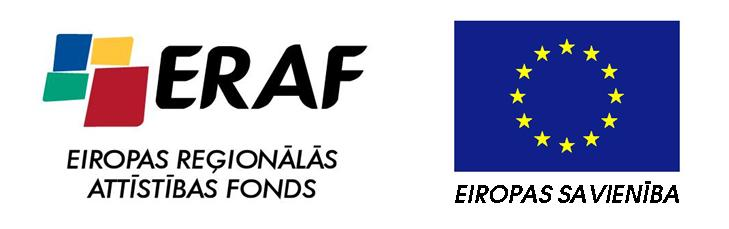 ERAF
EIROPAS REĢIONĀLĀS
ATTĪSTĪBAS FONDS
EIROPAS SAVIENĪBA